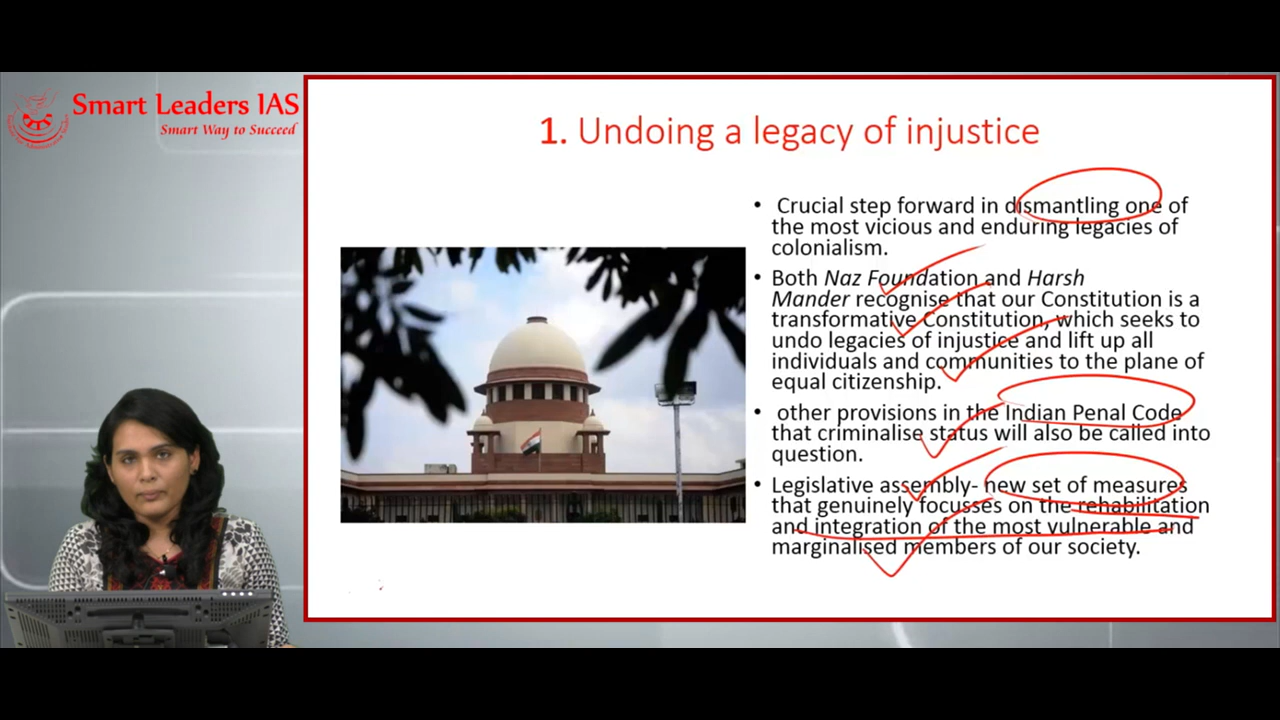 Smart Leaders IAS
Smart Way to Succeed
1. Undoing a legacy of injustice
• Crucial step forward in dismantling one of
the most vicious and enduring legacies of
colonialism.
• Both Naz Foundation and Harsh
Mander recognise that our Constitution is a
transformative Constitution, which seeks to
undo legacies of injustice and lift up all
individuals and communities to the plane of
equal citizenship.
• other provisions in the Indian Penal Code
that criminalise status will also be called into
question.
• Legislative assembly- new set of measures
that genuinely focusses on the rehabilitation
and integration of the most vulnerable and
marginalised members of our society.